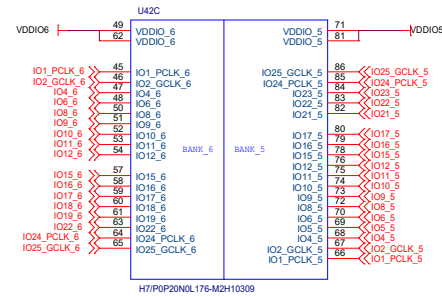 U42C
VDDIO6 49 VDDIO_6 VDDIO_5 71 VDDIO5
62 VDDIO_6 VDDIO_5 81
IO1_PCLK_6 45 IO1_PCLK_6 IO25_GCLK_5 86 IO25_GCLK_5
IO2_GCLK_6 46 IO2_GCLK_6 IO24_PCLK_5 85 IO24_PCLK_5
IO4_6 47 IO4_6 IO23_5 84 IO23_5
IO6_6 48 IO6_6 IO22_5 83 IO22_5
IO8_6 50 IO8_6 IO21_5 82 IO21_5
IO9_6 51 IO9_6
IO10_6 52 IO10_6 IO17_5 80 IO17_5
IO11_6 53 IO11_6 IO16_5 79 IO16_5
IO12_6 54 IO12_6 BANK_6 BANK_5 IO15_5 78 IO15_5
IO12_5 76 IO12_5
IO15_6 57 IO15_6 IO11_5 75 IO11_5
IO16_6 58 IO16_6 IO10_5 74 IO10_5
IO17_6 59 IO17_6 IO9_5 73 IO9_5
IO18_6 60 IO18_6 IO8_5 72 IO8_5
IO19_6 61 IO19_6 IO6_5 70 IO6_5
IO22_6 63 IO22_6 IO5_5 69 IO5_5
IO24_PCLK_6 64 IO24_PCLK_6 IO4_5 68 IO4_5
IO25_GCLK_6 65 IO25_GCLK_6 IO2_GCLK_5 67 IO2_GCLK_5
IO1_PCLK_5 66 IO1_PCLK_5
H7/P0P20N0L176-M2H10309